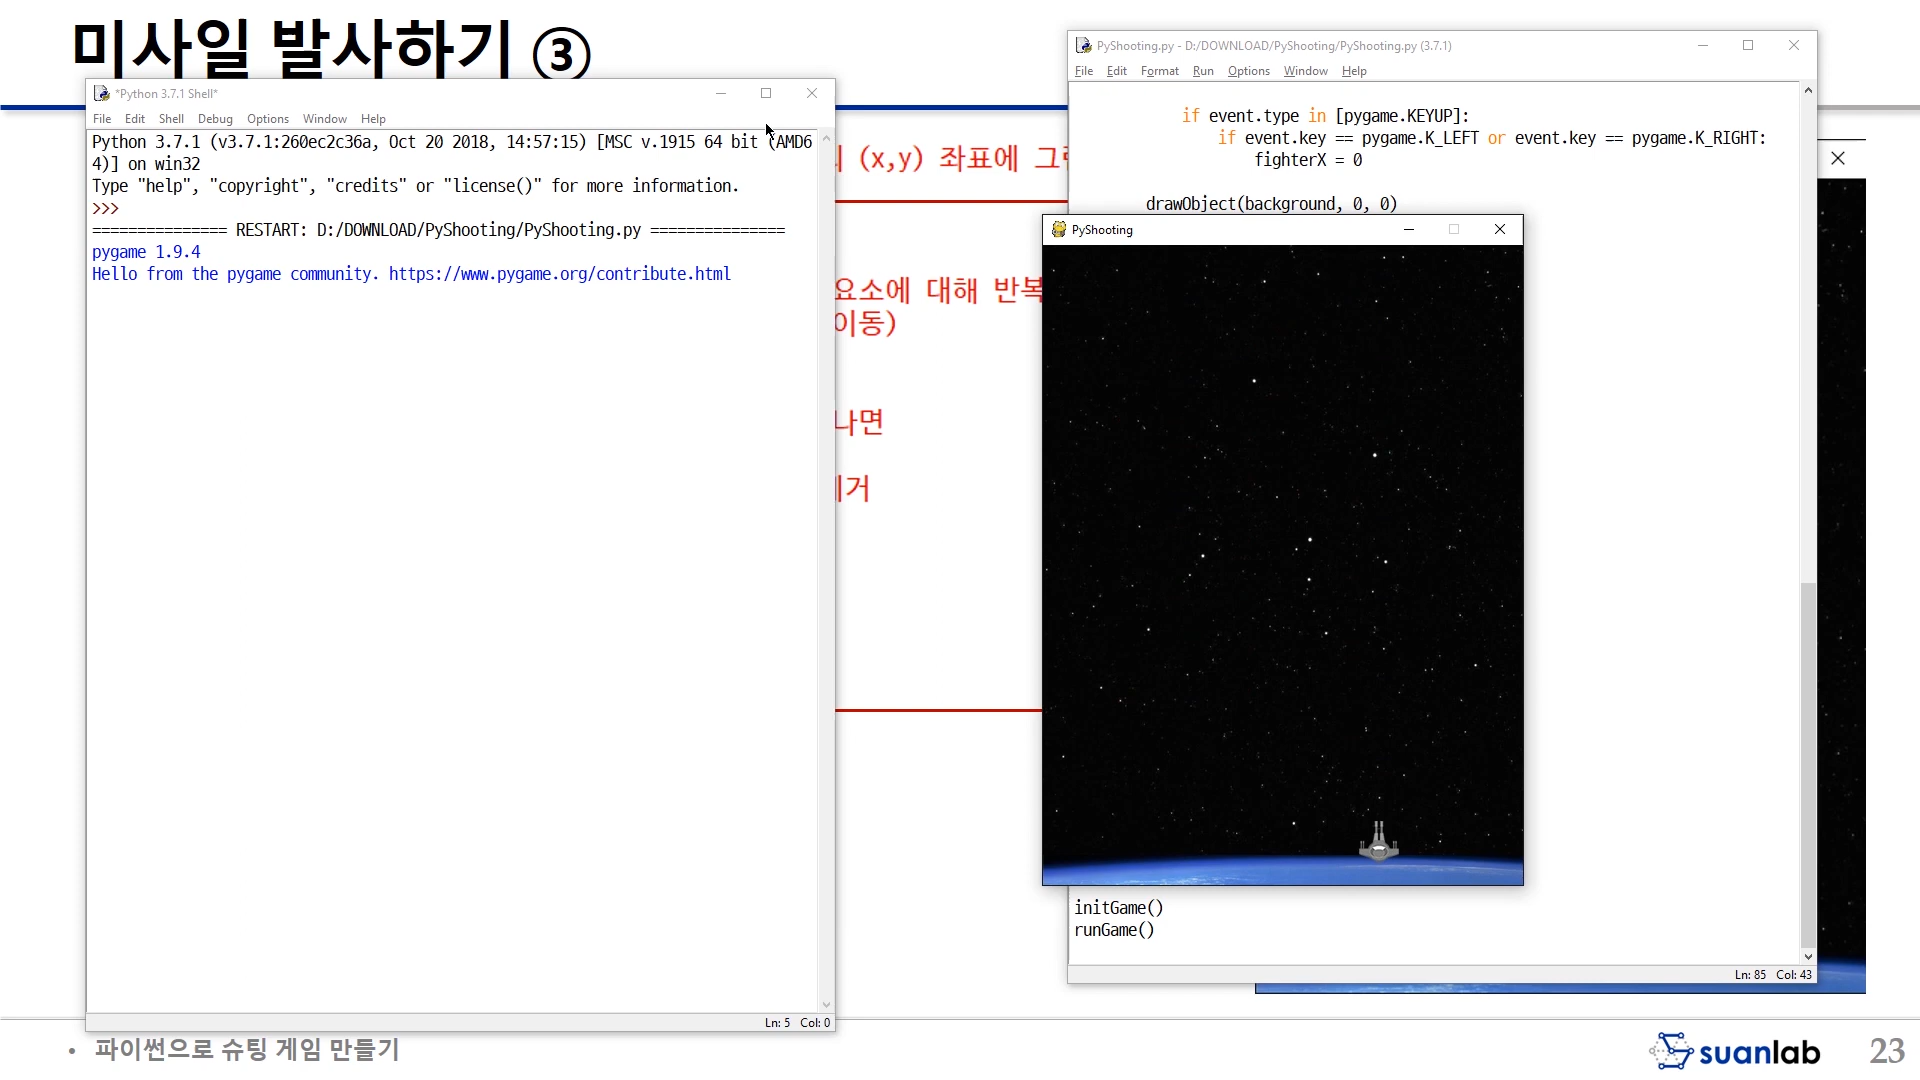 미사일 발사하기 ③
*Python 3.7.1 Shell*
File Edit Shell Debug Options Window Help
Python 3.7.1 (v3.7.1:260ec2c36a, Oct 20 2018, 14:57:15) [MSC v.1915 64 bit (AMD6
4)] on win32
Type "help", "copyright", "credits" or "license()" for more information.
>>>
=============== RESTART: D:/DOWNLOAD/PyShooting/PyShooting.py ===============
pygame 1.9.4
Hello from the pygame community. https://www.pygame.org/contribute.html
Ln: 5 Col: 0
(x,y) 좌표에
요소에 대해 반복
이동)
나면
PyShooting.py - D:/DOWNLOAD/PyShooting/PyShooting.py (3.7.1)
File Edit Format Run Options Window Help
if event.type in [pygame.KEYUP]:
if event.key == pygame.K_LEFT or event.key == pygame.K_RIGHT:
fighterX = 0
drawObject(background, 0, 0)
PyShooting
initGame()
runGame()
Ln: 85 Col: 43
• 파이썬으로 슈팅 게임 만들기
suanlab
23